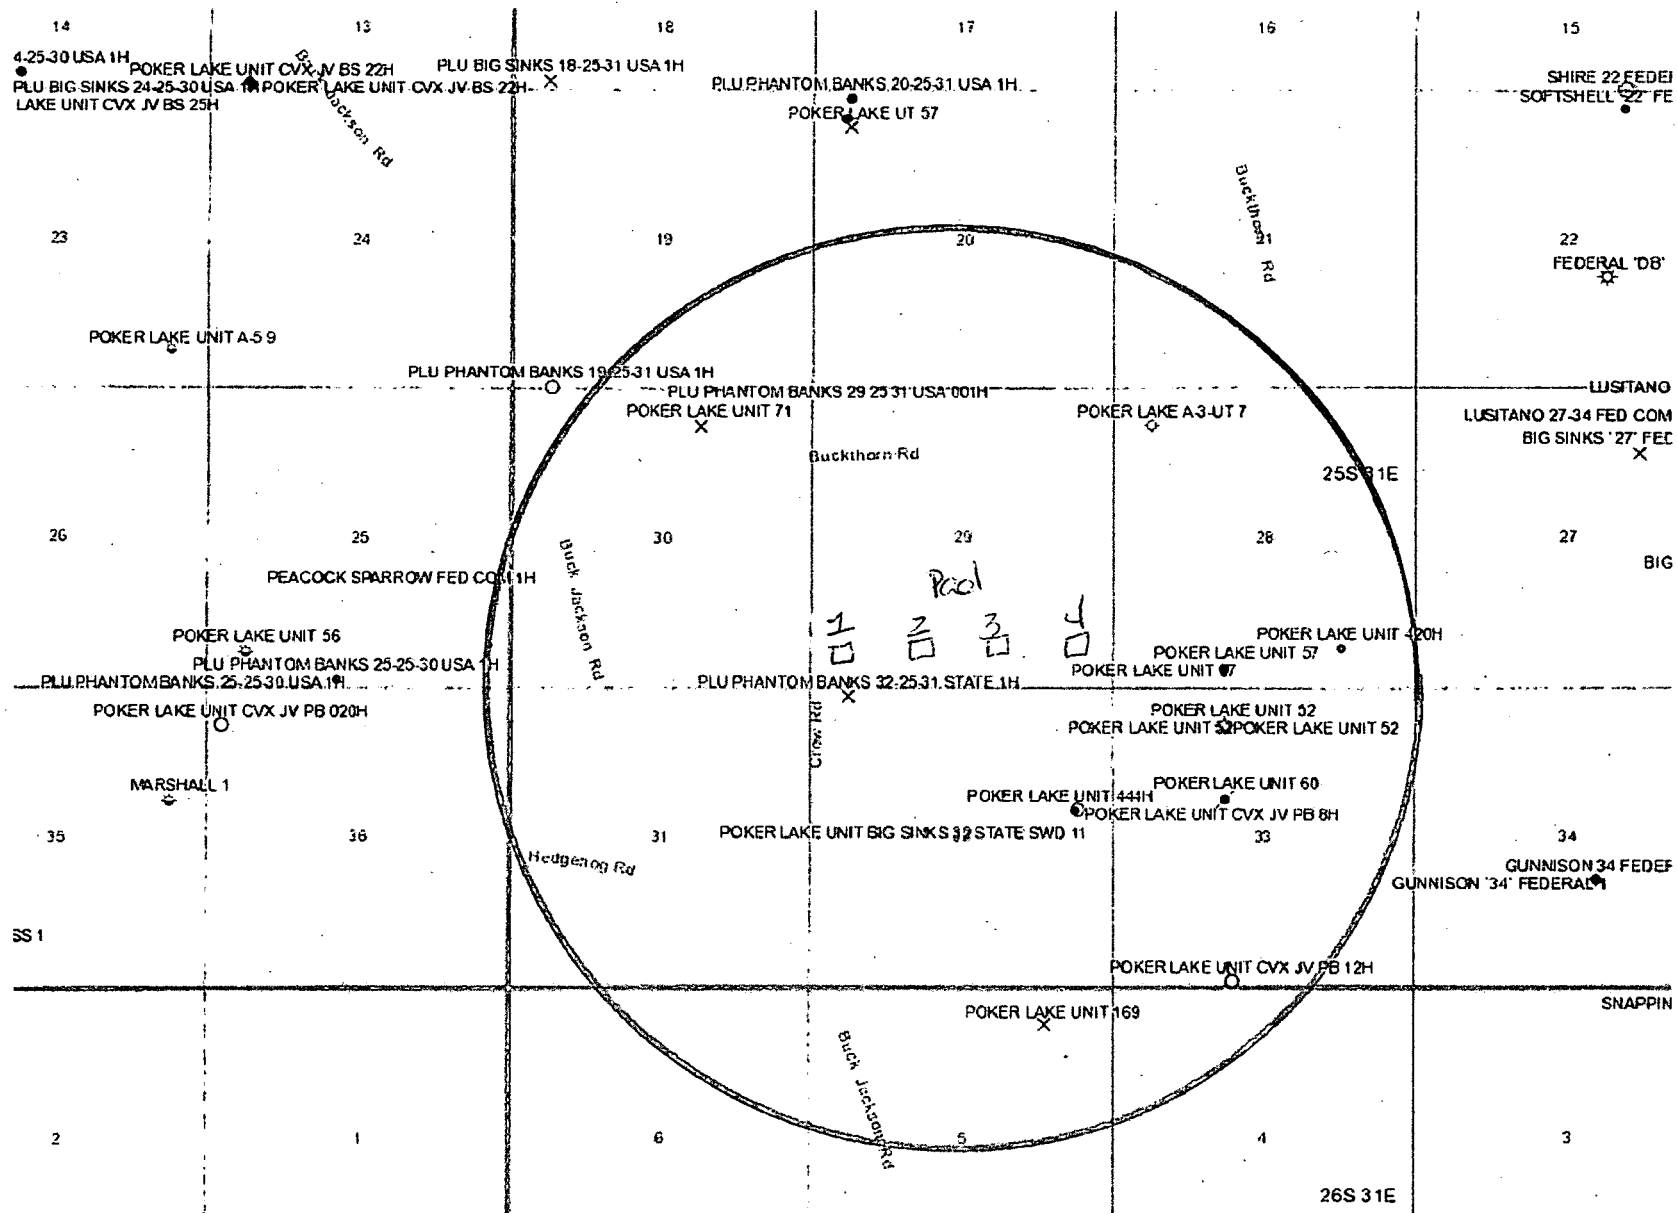 14 13 18 17 16 15
4-25-30 USA 1H
POKER LAKE UNIT CVX JV BS 22H
PLU BIG SINKS 18-25-31 USA 1H
PLU BIG SINKS 24-25-30 USA 1H
POKER LAKE UNIT CVX JV BS 22H
LAKE UNIT CVX JV BS 25H
PLU PHANTOM BANKS 20-25-31 USA 1H
POKER LAKE UT 57
SHIRE 22 FEDEF
SOFTSHELL '22' FE
Buckthorn Rd
23 24 19 20 21 22
FEDERAL 'DB'
POKER LAKE UNIT A-5 9
PLU PHANTOM BANKS 19-25-31 USA 1H
PLU PHANTOM BANKS 29 25 31 USA 001H
POKER LAKE UNIT 71
POKER LAKE A-3-UT 7
LUSITANO
LUSITANO 27-34 FED COM
BIG SINKS '27' FED
Buckthorn Rd
25S 31E
26 25 30 29 28 27
BIG
PEACOCK SPARROW FED COM 1H
Buck Jackson Rd
Pad
1 2 3 4
POKER LAKE UNIT 56
PLU PHANTOM BANKS 25-25-30 USA 1H
PLU PHANTOM BANKS 25-25-30 USA 1H
POKER LAKE UNIT 420H
POKER LAKE UNIT 57
POKER LAKE UNIT
PLU PHANTOM BANKS 32-25-31 STATE 1H
POKER LAKE UNIT CVX JV PB 020H
POKER LAKE UNIT 52
POKER LAKE UNIT 52
POKER LAKE UNIT 52
Crow Rd
MARSHALL 1
POKER LAKE UNIT 60
POKER LAKE UNIT 444H
POKER LAKE UNIT CVX JV PB 8H
POKER LAKE UNIT BIG SINKS 32 STATE SWD 11
35 36 31 33 34
Hedgehog Rd
GUNNISON 34 FEDEF
GUNNISON '34' FEDERAL 1
SS 1
POKER LAKE UNIT CVX JV PB 12H
SNAPPIN
POKER LAKE UNIT 169
Buck Jackson Rd
2 1 6 5 4 3
26S 31E